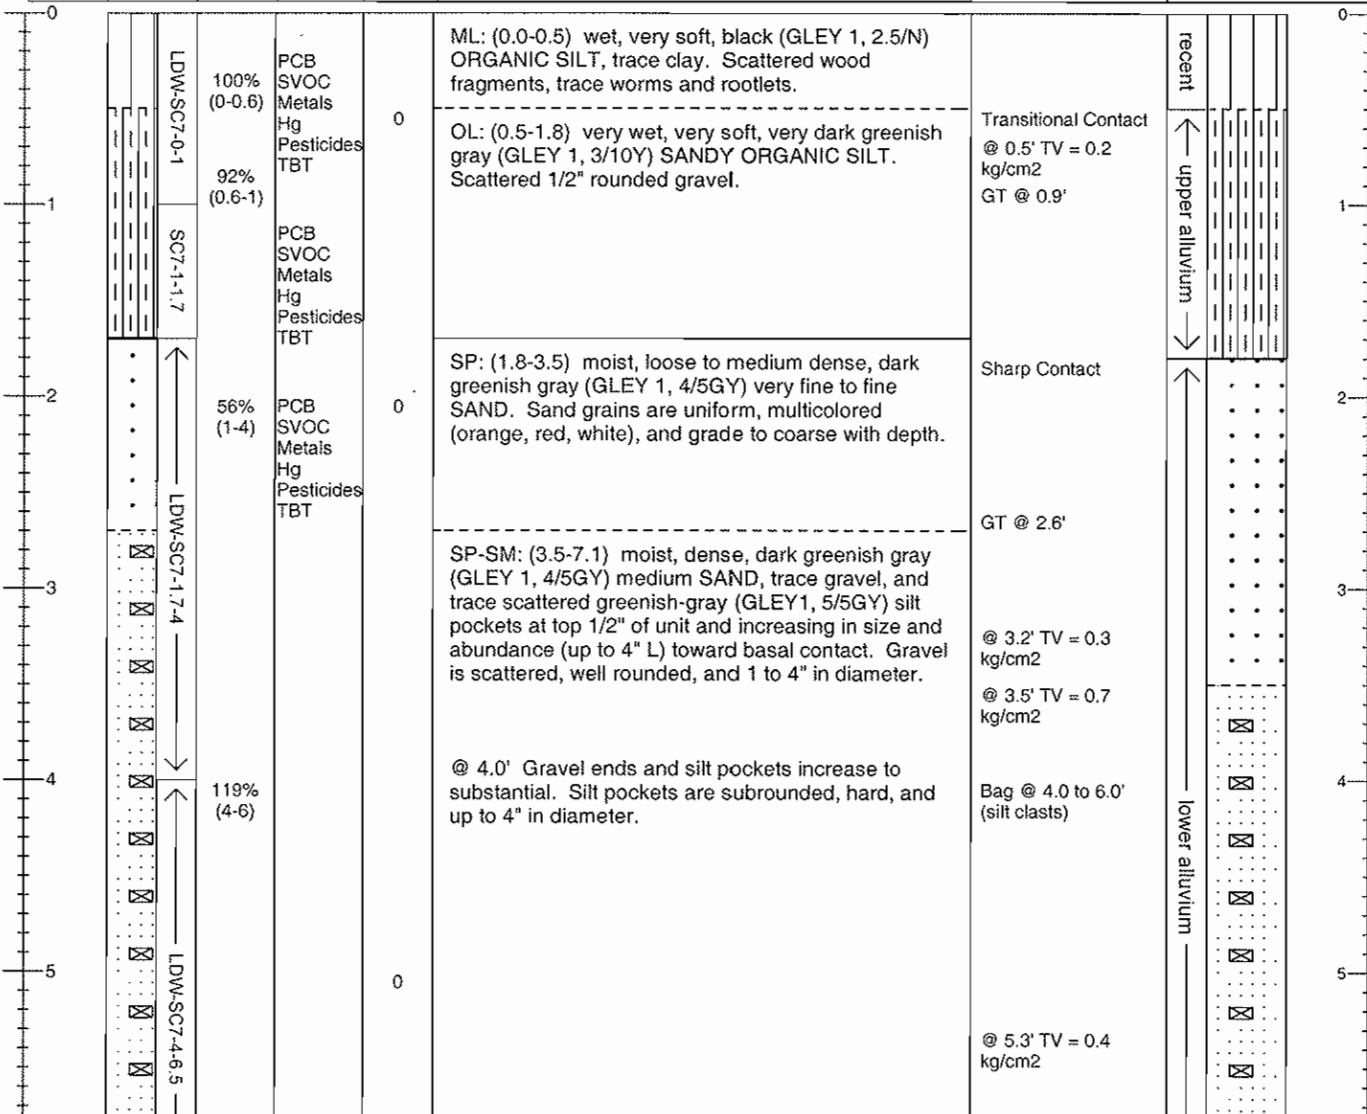 0
LDW-SC7-0-1
100%
(0-0.6)
92%
(0.6-1)
PCB
SVOC
Metals
Hg
Pesticides
TBT
0
ML: (0.0-0.5) wet, very soft, black (GLEY 1, 2.5/N)
ORGANIC SILT, trace clay. Scattered wood
fragments, trace worms and rootlets.
OL: (0.5-1.8) very wet, very soft, very dark greenish
gray (GLEY 1, 3/10Y) SANDY ORGANIC SILT.
Scattered 1/2" rounded gravel.
Transitional Contact
@ 0.5' TV = 0.2
kg/cm2
GT @ 0.9'
recent
upper alluvium
0
1
SC7-1-1.7
PCB
SVOC
Metals
Hg
Pesticides
TBT
1
2
LDW-SC7-1.7-4
56%
(1-4)
PCB
SVOC
Metals
Hg
Pesticides
TBT
0
SP: (1.8-3.5) moist, loose to medium dense, dark
greenish gray (GLEY 1, 4/5GY) very fine to fine
SAND. Sand grains are uniform, multicolored
(orange, red, white), and grade to coarse with depth.
Sharp Contact
GT @ 2.6'
2
3
SP-SM: (3.5-7.1) moist, dense, dark greenish gray
(GLEY 1, 4/5GY) medium SAND, trace gravel, and
trace scattered greenish-gray (GLEY1, 5/5GY) silt
pockets at top 1/2" of unit and increasing in size and
abundance (up to 4" L) toward basal contact. Gravel
is scattered, well rounded, and 1 to 4" in diameter.
@ 3.2' TV = 0.3
kg/cm2
@ 3.5' TV = 0.7
kg/cm2
3
4
119%
(4-6)
@ 4.0' Gravel ends and silt pockets increase to
substantial. Silt pockets are subrounded, hard, and
up to 4" in diameter.
Bag @ 4.0 to 6.0'
(silt clasts)
lower alluvium
4
5
LDW-SC7-4-6.5
0
@ 5.3' TV = 0.4
kg/cm2
5